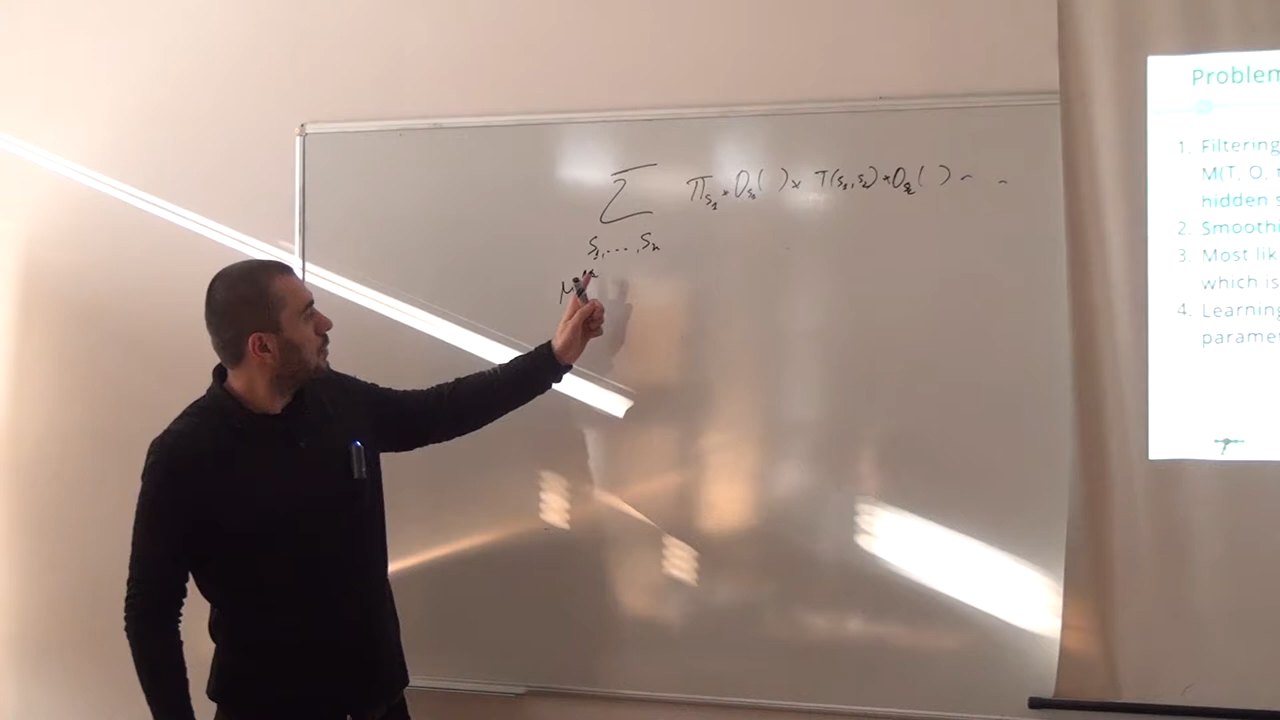 ∑ π_{s_1} * O_{s_1}( ) * T(s_1, s_2) * O_{s_2}( ) - -
s_1, ... , s_n
Problem
1. Filtering
M(T, O,
hidden s
2. Smoothi
3. Most lik
which is
4. Learning
parame